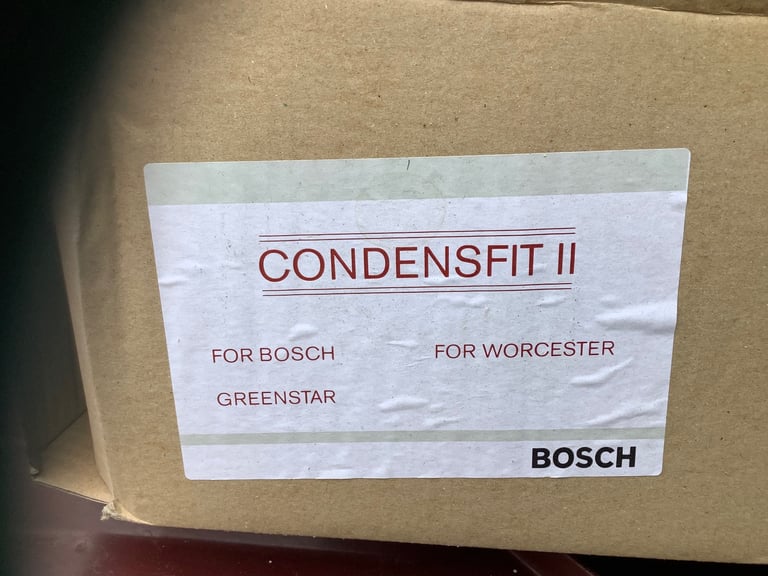 CONDENSFIT II
FOR BOSCH FOR WORCESTER
GREENSTAR
BOSCH